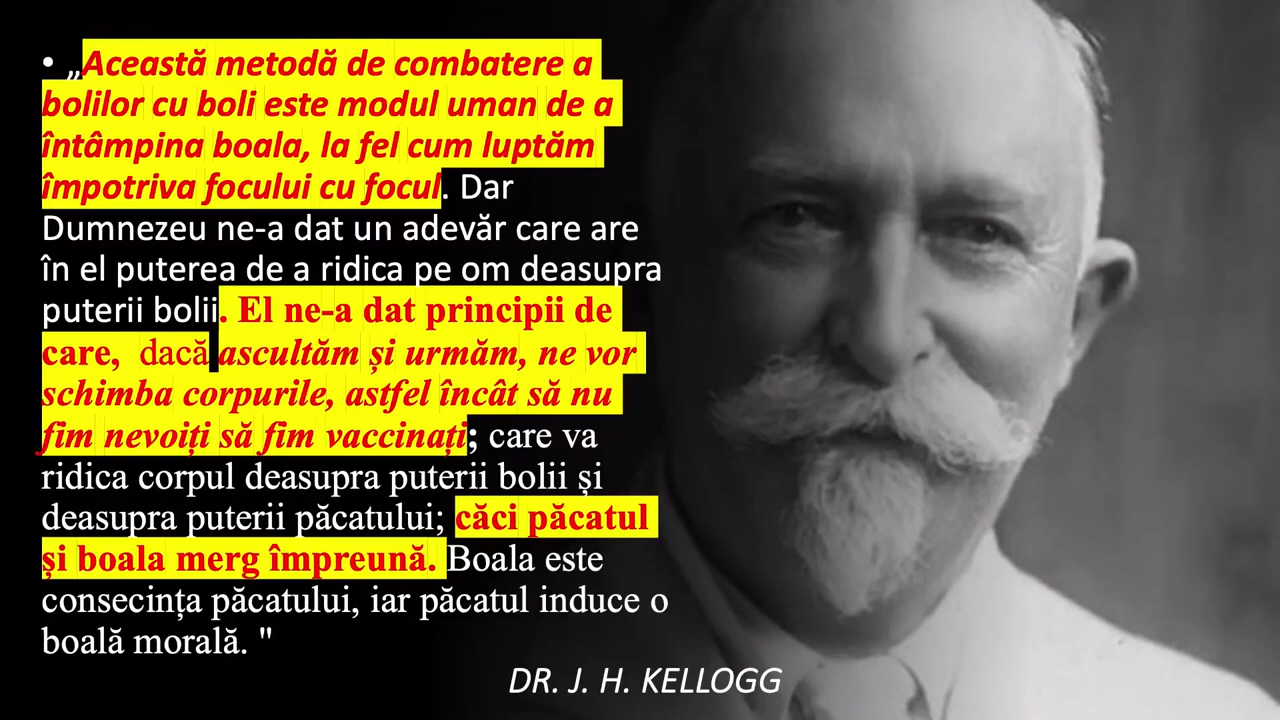 • „Această metodă de combatere a
bolilor cu boli este modul uman de a
întâmpina boala, la fel cum luptăm
împotriva focului cu focul. Dar
Dumnezeu ne-a dat un adevăr care are
în el puterea de a ridica pe om deasupra
puterii bolii. El ne-a dat principii de
care, dacă ascultăm și urmăm, ne vor
schimba corpurile, astfel încât să nu
fim nevoiți să fim vaccinați; care va
ridica corpul deasupra puterii bolii și
deasupra puterii păcatului; căci păcatul
și boala merg împreună. Boala este
consecința păcatului, iar păcatul induce o
boală morală. "
DR. J. H. KELLOGG